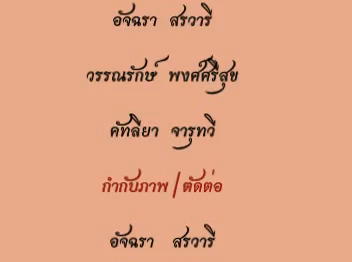 อัจฉรา สรวารี
วรรณรักษ์ พงศ์ศรีสุข
คัทลียา จารุทวี
กำกับภาพ / ตัดต่อ
อัจฉรา สรวารี